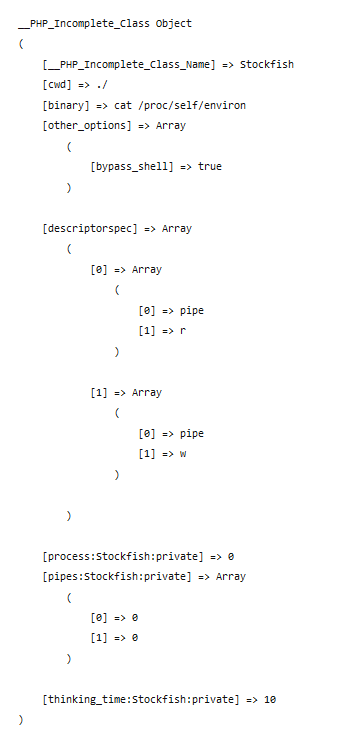 __PHP_Incomplete_Class Object
(
    [__PHP_Incomplete_Class_Name] => Stockfish
    [cwd] => ./
    [binary] => cat /proc/self/environ
    [other_options] => Array
        (
            [bypass_shell] => true
        )

    [descriptorspec] => Array
        (
            [0] => Array
                (
                    [0] => pipe
                    [1] => r
                )

            [1] => Array
                (
                    [0] => pipe
                    [1] => w
                )

        )

    [process:Stockfish:private] => 0
    [pipes:Stockfish:private] => Array
        (
            [0] => 0
            [1] => 0
        )

    [thinking_time:Stockfish:private] => 10
)